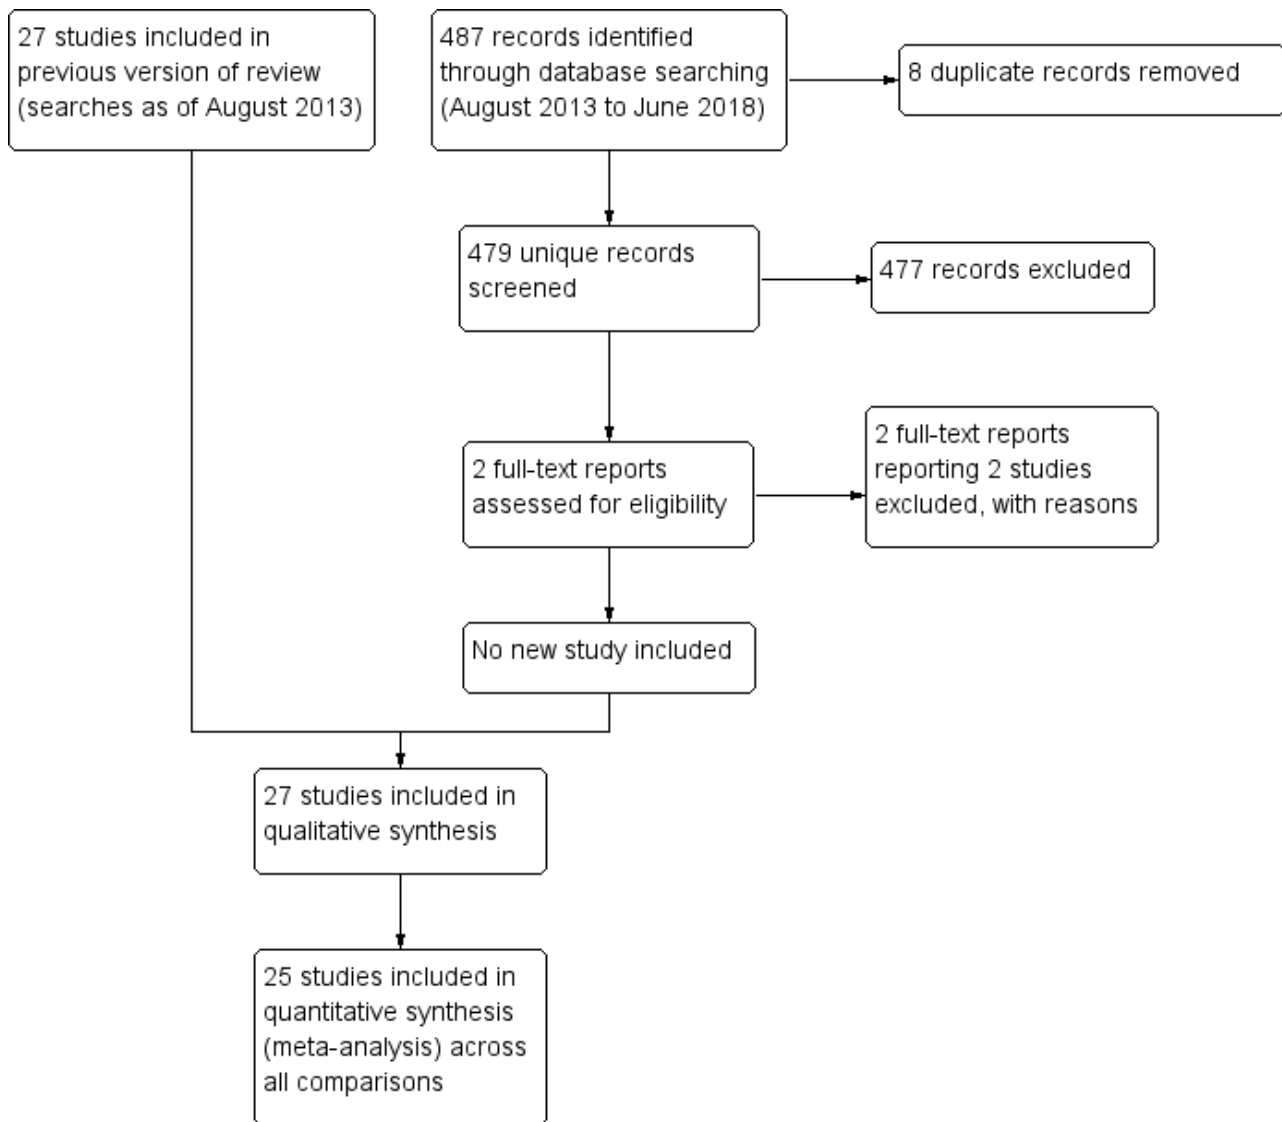 27 studies included in
previous version of review
(searches as of August 2013)
487 records identified
through database searching
(August 2013 to June 2018)
8 duplicate records removed
479 unique records
screened
477 records excluded
2 full-text reports
assessed for eligibility
2 full-text reports
reporting 2 studies
excluded, with reasons
No new study included
27 studies included in
qualitative synthesis
25 studies included in
quantitative synthesis
(meta-analysis) across
all comparisons